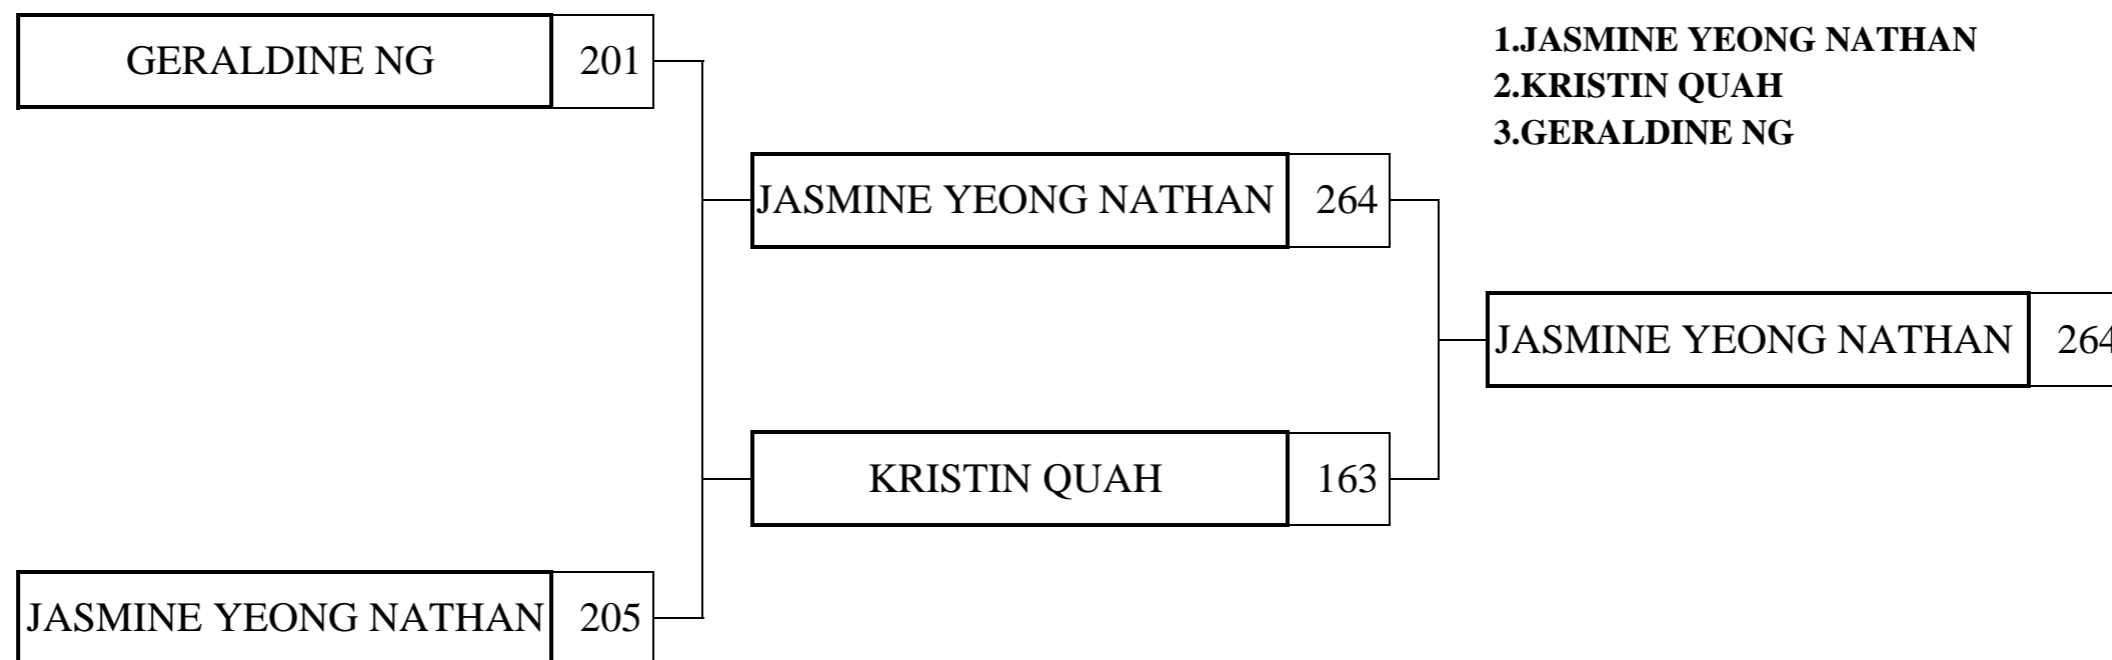 GERALDINE NG 201
1.JASMINE YEONG NATHAN
2.KRISTIN QUAH
3.GERALDINE NG
JASMINE YEONG NATHAN 264
JASMINE YEONG NATHAN 264
KRISTIN QUAH 163
JASMINE YEONG NATHAN 205